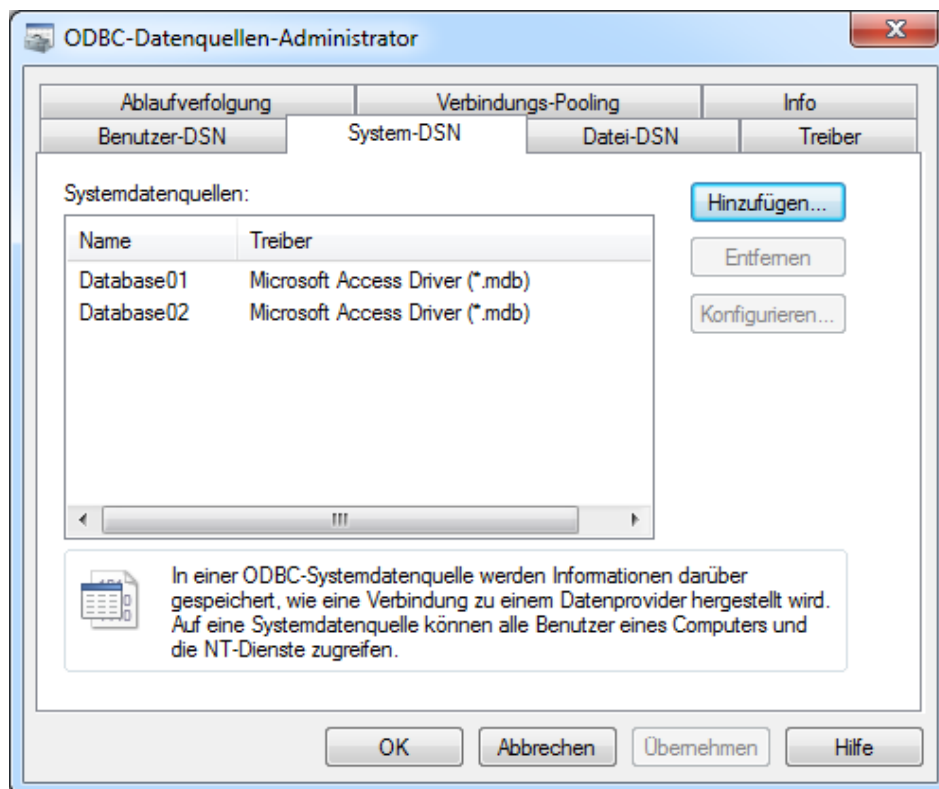 ODBC-Datenquellen-Administrator
Ablaufverfolgung Verbindungs-Pooling Info
Benutzer-DSN System-DSN Datei-DSN Treiber
Systemdatenquellen:
Hinzufügen...
Name Treiber
Entfernen
Database01 Microsoft Access Driver (*.mdb)
Database02 Microsoft Access Driver (*.mdb)
Konfigurieren...
In einer ODBC-Systemdatenquelle werden Informationen darüber
gespeichert, wie eine Verbindung zu einem Datenprovider hergestellt wird.
Auf eine Systemdatenquelle können alle Benutzer eines Computers und
die NT-Dienste zugreifen.
OK Abbrechen Übernehmen Hilfe